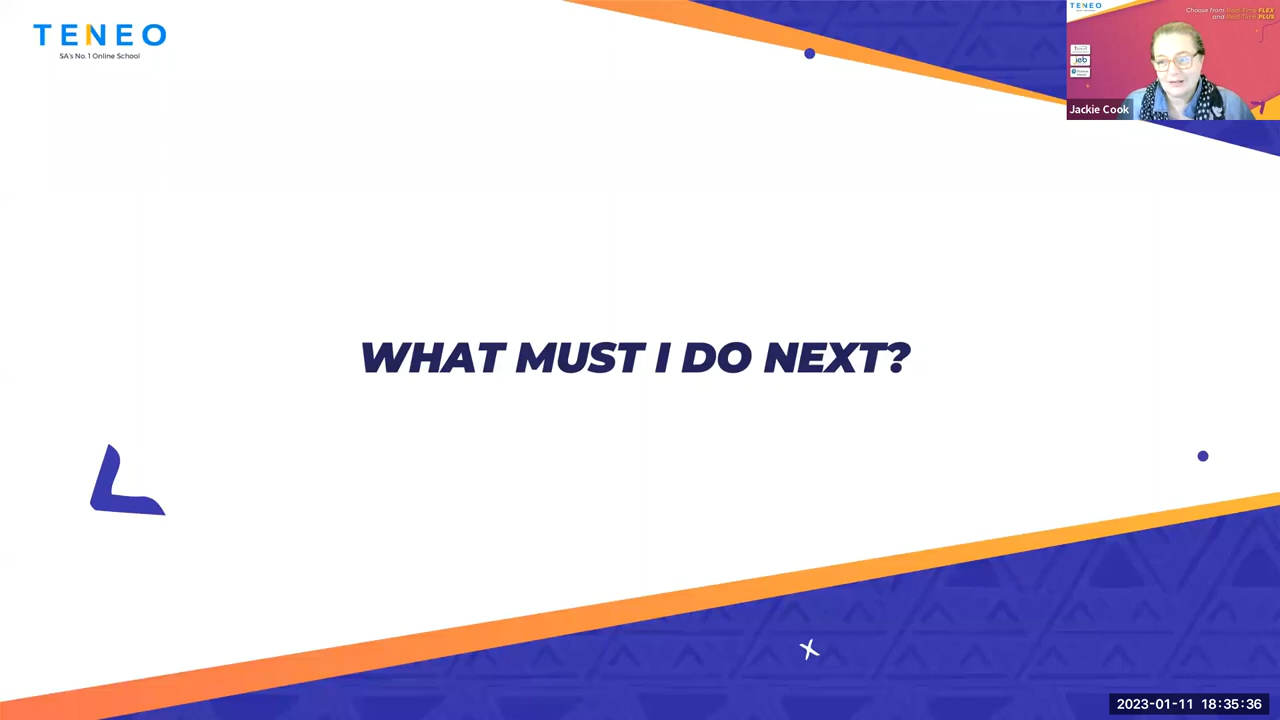 TENEO
SA's No. 1 Online School
TENEO
Choose from Real-Time FLEX
and Real-Time PLUS
ieb
Jackie Cook
WHAT MUST I DO NEXT?
2023-01-11 18:35:36